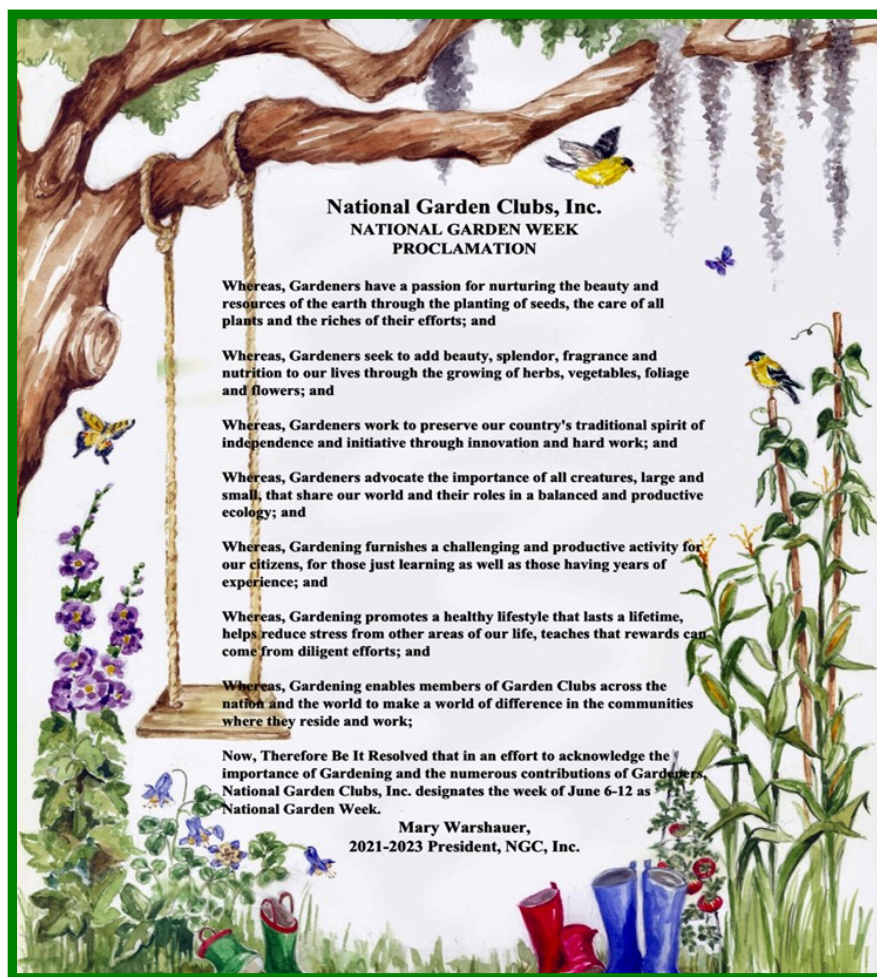 National Garden Clubs, Inc.
NATIONAL GARDEN WEEK
PROCLAMATION
Whereas, Gardeners have a passion for nurturing the beauty and
resources of the earth through the planting of seeds, the care of all
plants and the riches of their efforts; and
Whereas, Gardeners seek to add beauty, splendor, fragrance and
nutrition to our lives through the growing of herbs, vegetables, foliage
and flowers; and
Whereas, Gardeners work to preserve our country's traditional spirit of
independence and initiative through innovation and hard work; and
Whereas, Gardeners advocate the importance of all creatures, large and
small, that share our world and their roles in a balanced and productive
ecology; and
Whereas, Gardening furnishes a challenging and productive activity for
our citizens, for those just learning as well as those having years of
experience; and
Whereas, Gardening promotes a healthy lifestyle that lasts a lifetime,
helps reduce stress from other areas of our life, teaches that rewards can
come from diligent efforts; and
Whereas, Gardening enables members of Garden Clubs across the
nation and the world to make a world of difference in the communities
where they reside and work;
Now, Therefore Be It Resolved that in an effort to acknowledge the
importance of Gardening and the numerous contributions of Gardeners,
National Garden Clubs, Inc. designates the week of June 6-12 as
National Garden Week.
Mary Warshauer,
2021-2023 President, NGC, Inc.